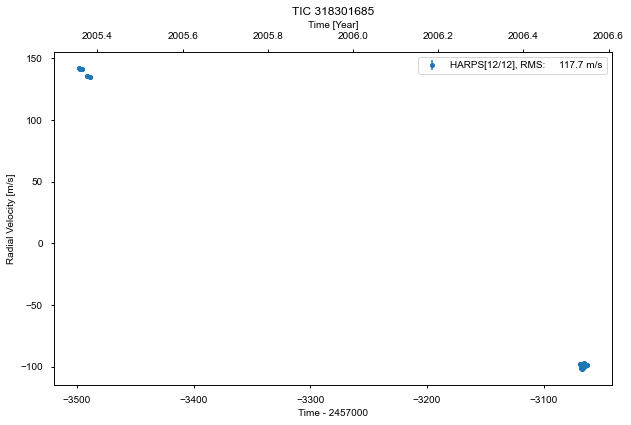 TIC 318301685
Time [Year]
2005.4 2005.6 2005.8 2006.0 2006.2 2006.4 2006.6
HARPS[12/12], RMS: 117.7 m/s
150
100
50
0
−50
−100
Radial Velocity [m/s]
−3500 −3400 −3300 −3200 −3100
Time - 2457000